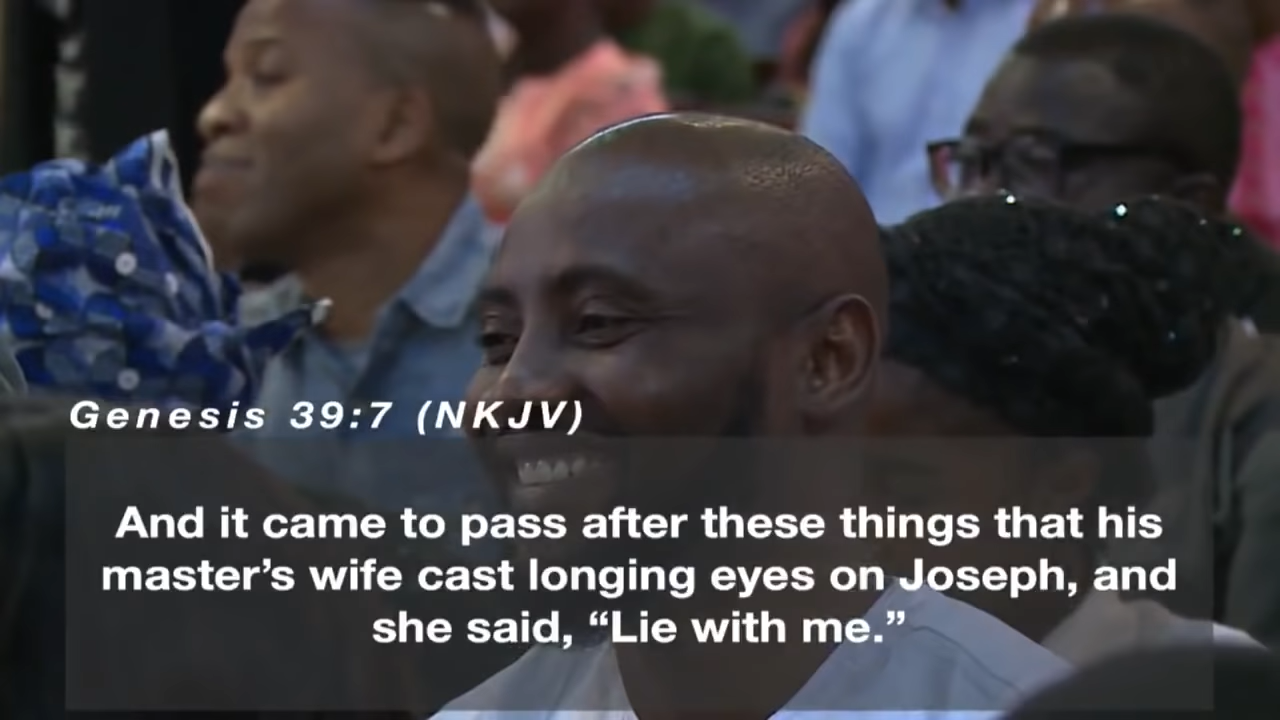 Genesis 39:7 (NKJV)
And it came to pass after these things that his
master’s wife cast longing eyes on Joseph, and
she said, “Lie with me.”